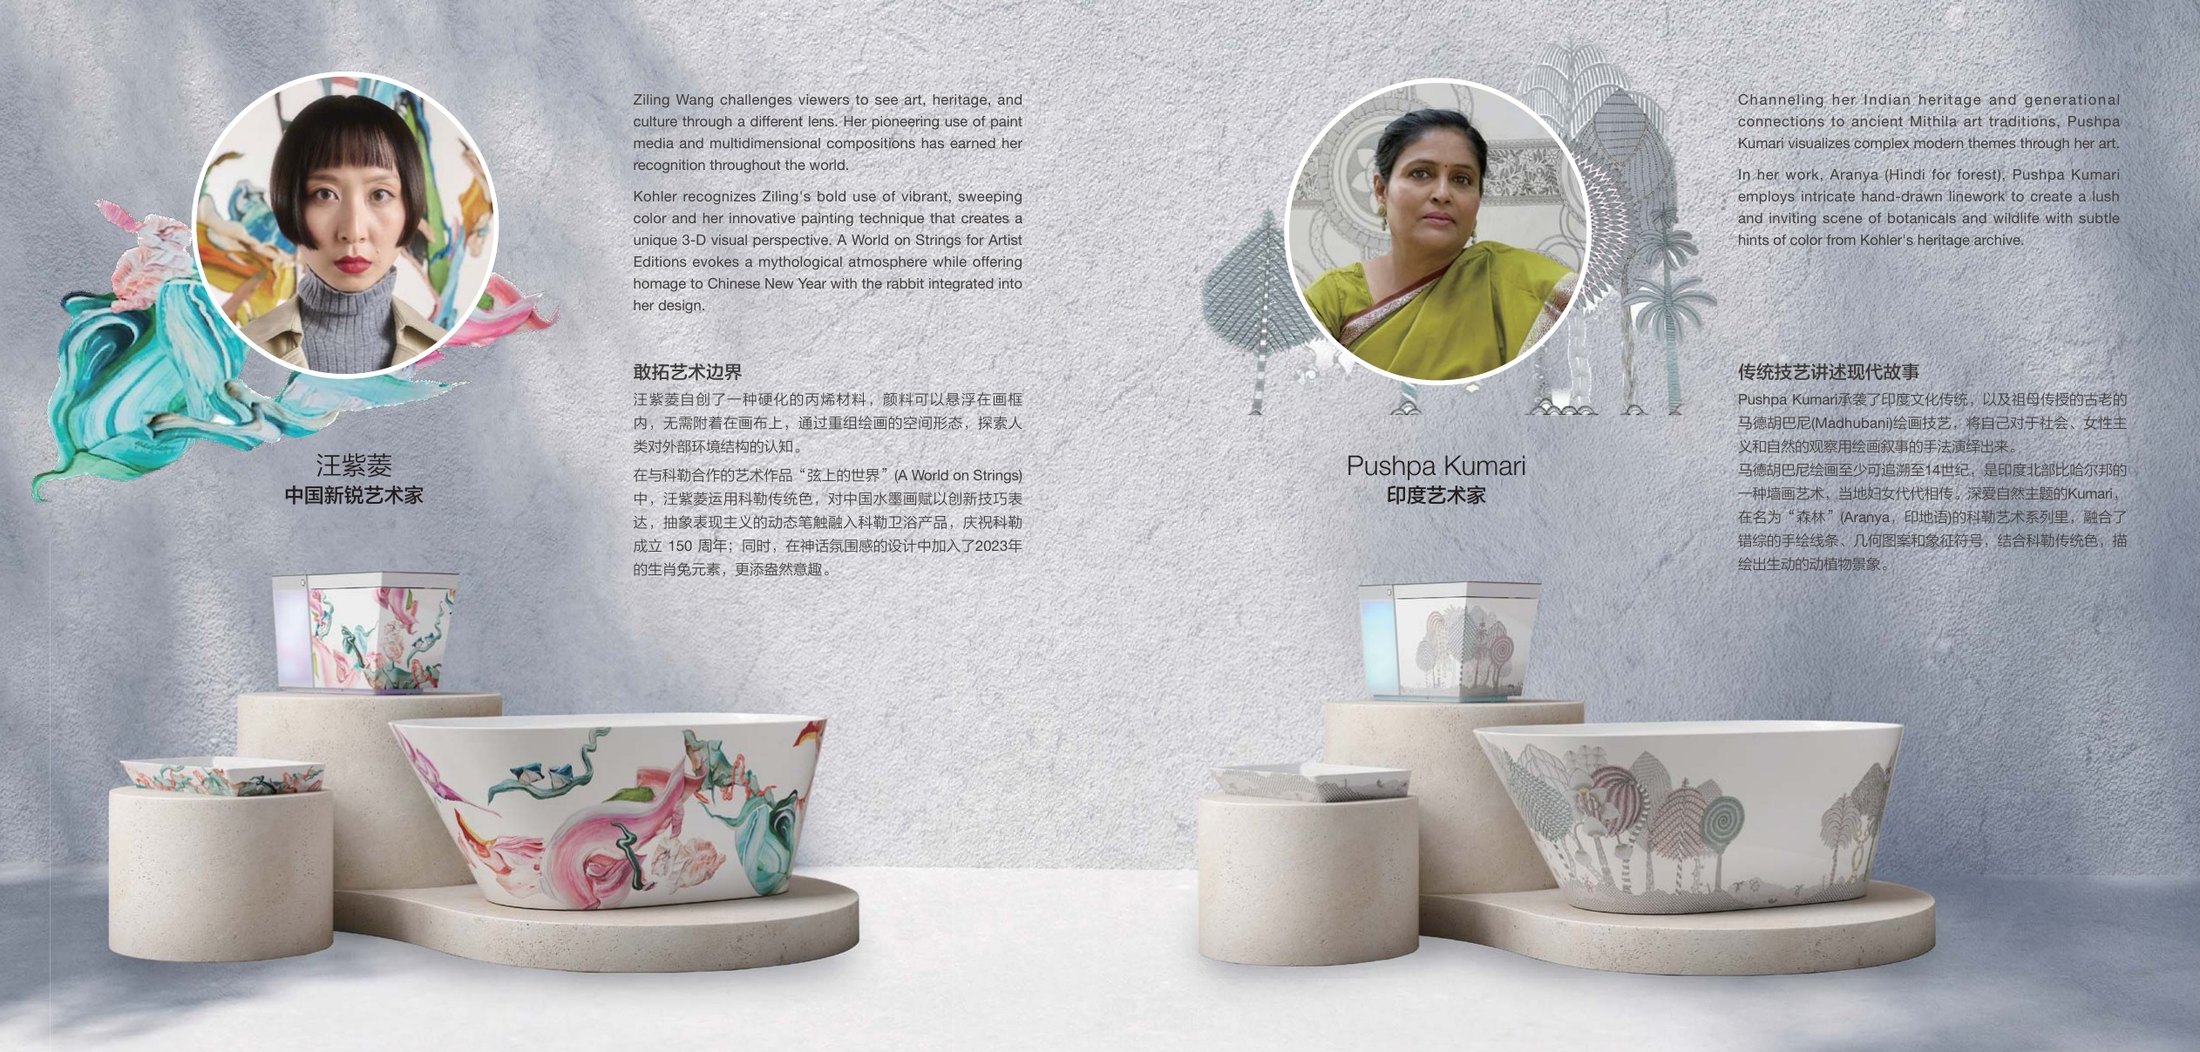 Ziling Wang challenges viewers to see art, heritage, and
culture through a different lens. Her pioneering use of paint
media and multidimensional compositions has earned her
recognition throughout the world.
Kohler recognizes Ziling's bold use of vibrant, sweeping
color and her innovative painting technique that creates a
unique 3-D visual perspective. A World on Strings for Artist
Editions evokes a mythological atmosphere while offering
homage to Chinese New Year with the rabbit integrated into
her design.
敢拓艺术边界
汪紫菱自创了一种硬化的丙烯材料，颜料可以悬浮在画框
内，无需附着在画布上，通过重组绘画的空间形态，探索人
类对外部环境结构的认知。
在与科勒合作的艺术作品“弦上的世界”(A World on Strings)
中，汪紫菱运用科勒传统色，对中国水墨画赋以创新技巧表
达，抽象表现主义的动态笔触融入科勒卫浴产品，庆祝科勒
成立 150 周年；同时，在神话氛围感的设计中加入了2023年
的生肖兔元素，更添盎然意趣。
汪紫菱
中国新锐艺术家
Channeling her Indian heritage and generational
connections to ancient Mithila art traditions, Pushpa
Kumari visualizes complex modern themes through her art.
In her work, Aranya (Hindi for forest), Pushpa Kumari
employs intricate hand-drawn linework to create a lush
and inviting scene of botanicals and wildlife with subtle
hints of color from Kohler's heritage archive.
传统技艺讲述现代故事
Pushpa Kumari承袭了印度文化传统，以及祖母传授的古老的
马德胡巴尼(Madhubani)绘画技艺，将自己对于社会、女性主
义和自然的观察用绘画叙事的手法演绎出来。
马德胡巴尼绘画至少可追溯至14世纪，是印度北部比哈尔邦的
一种墙画艺术，当地妇女代代相传。深爱自然主题的Kumari，
在名为“森林”(Aranya，印地语)的科勒艺术系列里，融合了
错综的手绘线条、几何图案和象征符号，结合科勒传统色，描
绘出生动的动植物景象。
Pushpa Kumari
印度艺术家